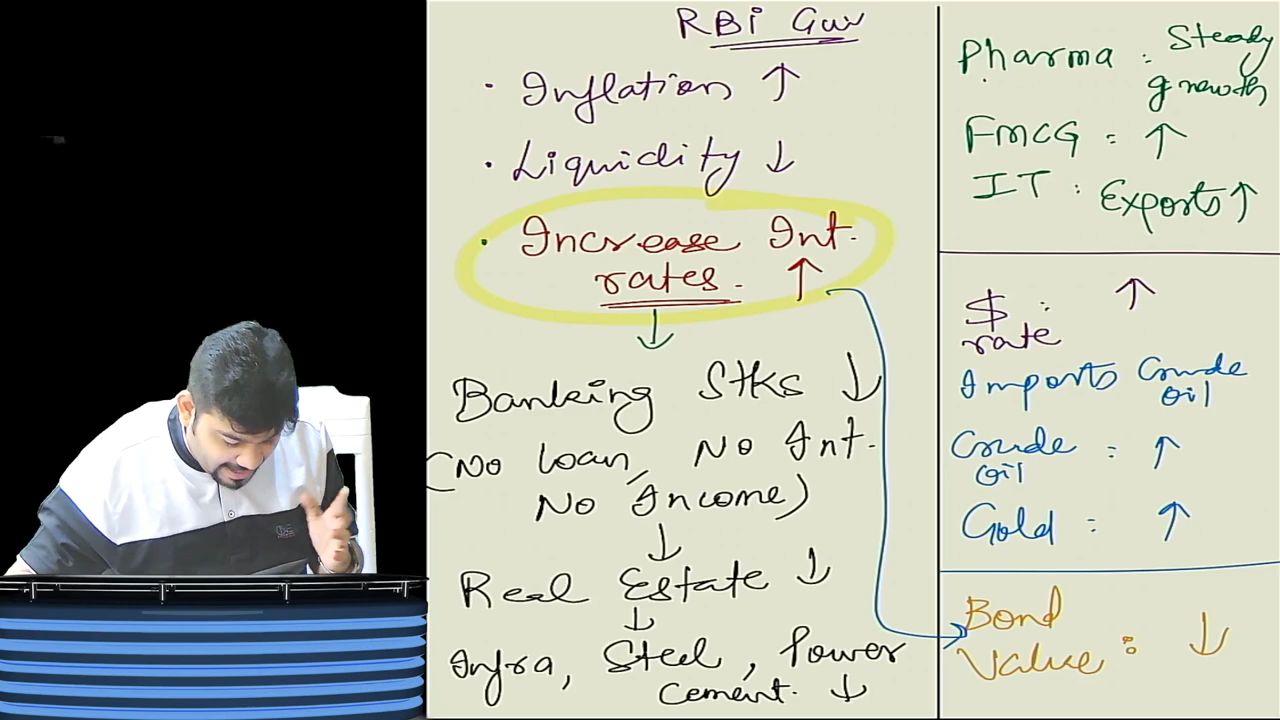 RBI Guv
· Inflation ↑
· Liquidity ↓
· Increase Int.
rates. ↑
↓
Banking Stks ↓
(No loan, No Int.
No Income)
↓
Real Estate ↓
↓
Infra, Steel, Power
cement. ↓
Pharma : Steady
growth
FMCG = ↑
IT : Exports ↑
$ : ↑
rate
Imports Crude
oil
Crude : ↑
oil
Gold : ↑
Bond
Value : ↓